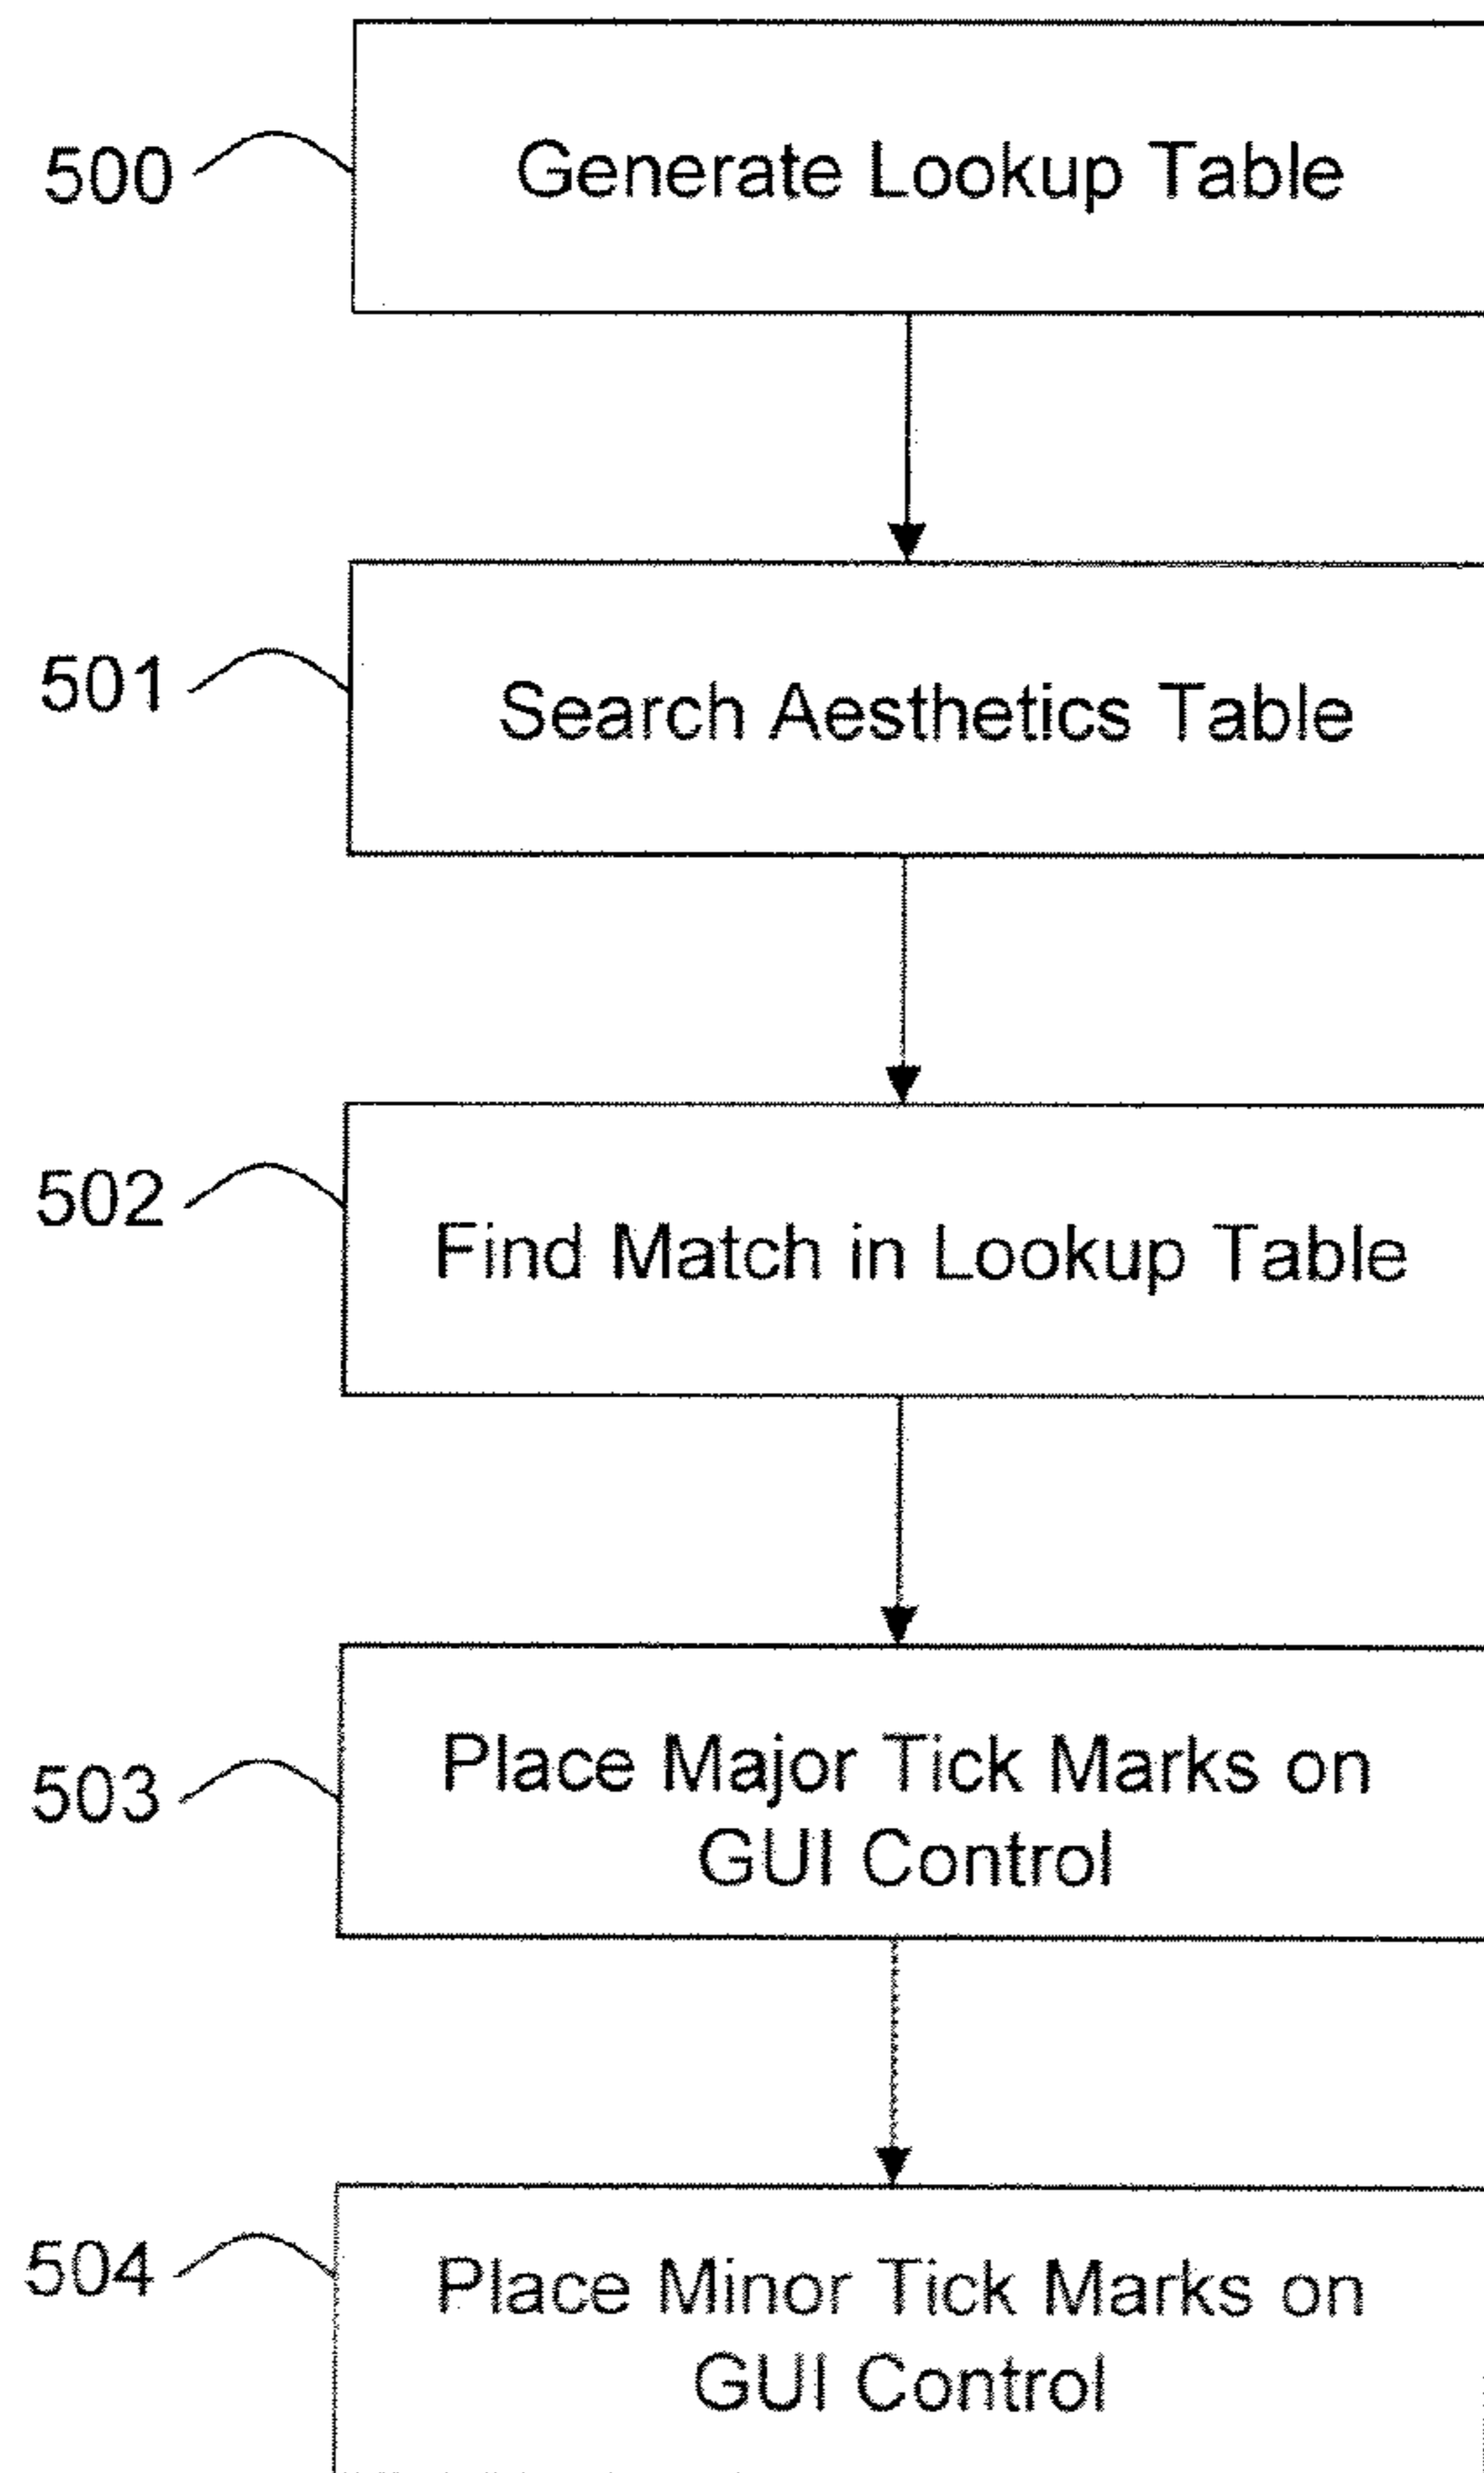 500
Generate Lookup Table
501
Search Aesthetics Table
502
Find Match in Lookup Table
503
Place Major Tick Marks on
GUI Control
504
Place Minor Tick Marks on
GUI Control